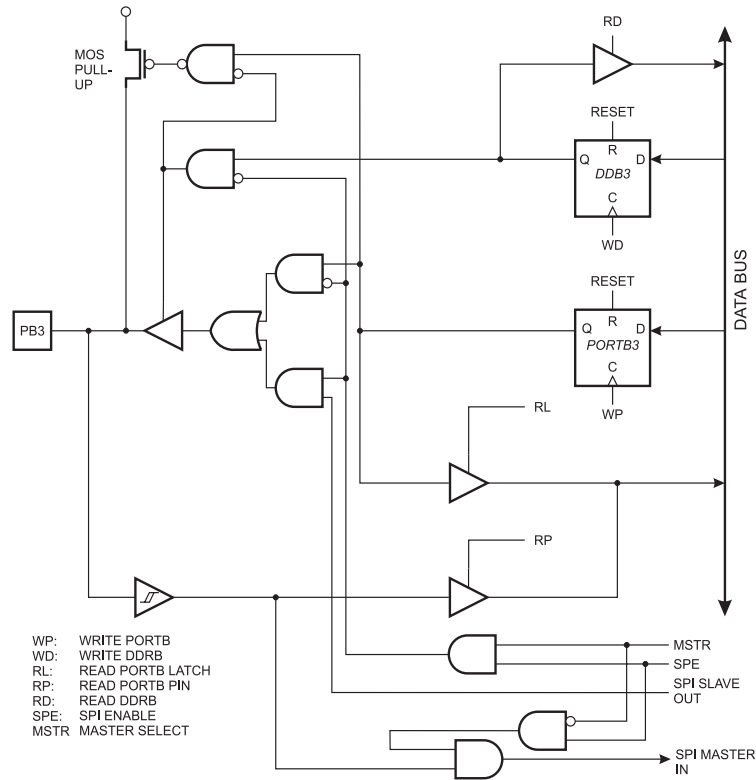 RD
MOS
PULL-
UP
RESET
R
Q
D
DDB3
C
WD
RESET
R
Q
D
PORTB3
C
WP
DATA BUS
PB3
RL
RP
WP: WRITE PORTB
WD: WRITE DDRB
RL: READ PORTB LATCH
RP: READ PORTB PIN
RD: READ DDRB
SPE: SPI ENABLE
MSTR MASTER SELECT
MSTR
SPE
SPI SLAVE
OUT
SPI MASTER
IN